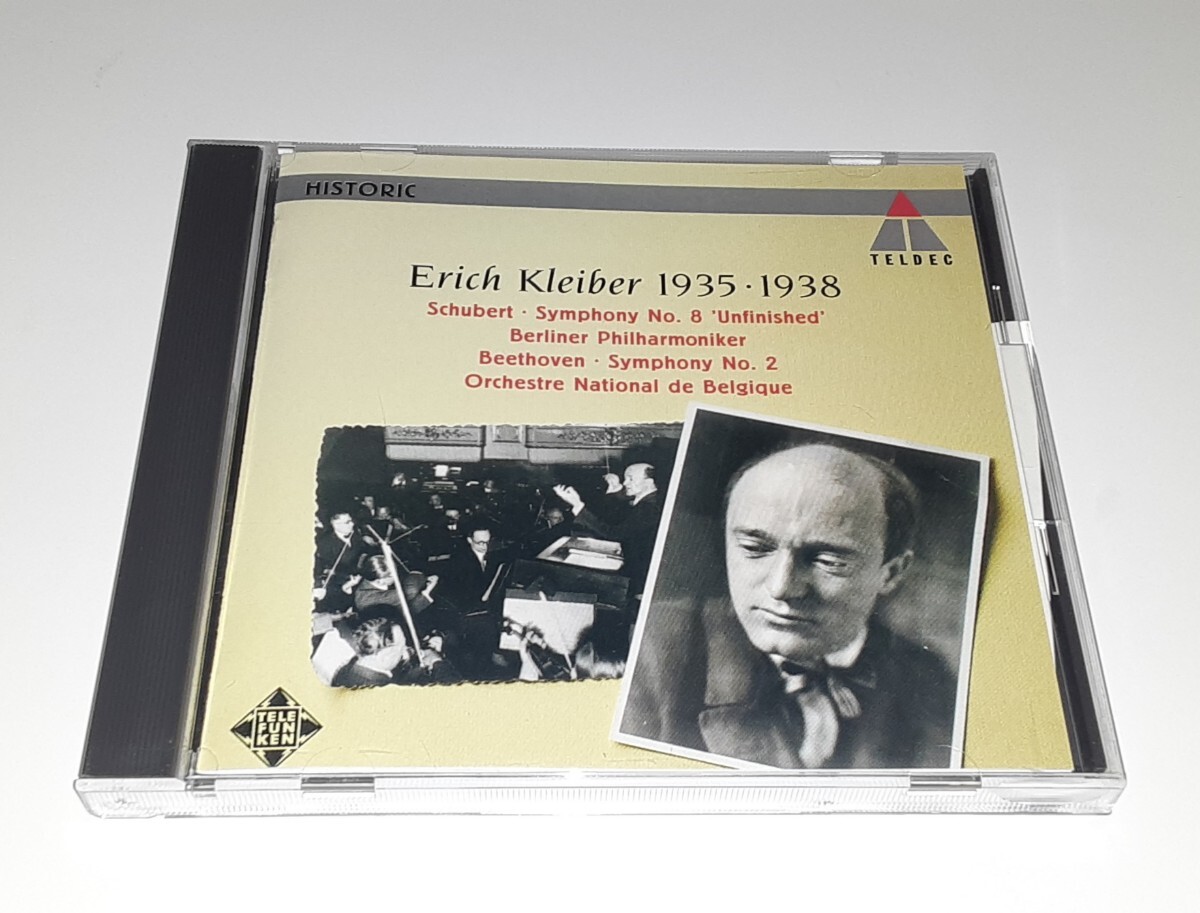 HISTORIC
TELDEC
Erich Kleiber 1935 · 1938
Schubert · Symphony No. 8 'Unfinished'
Berliner Philharmoniker
Beethoven · Symphony No. 2
Orchestre National de Belgique
TELE
FUN
KEN